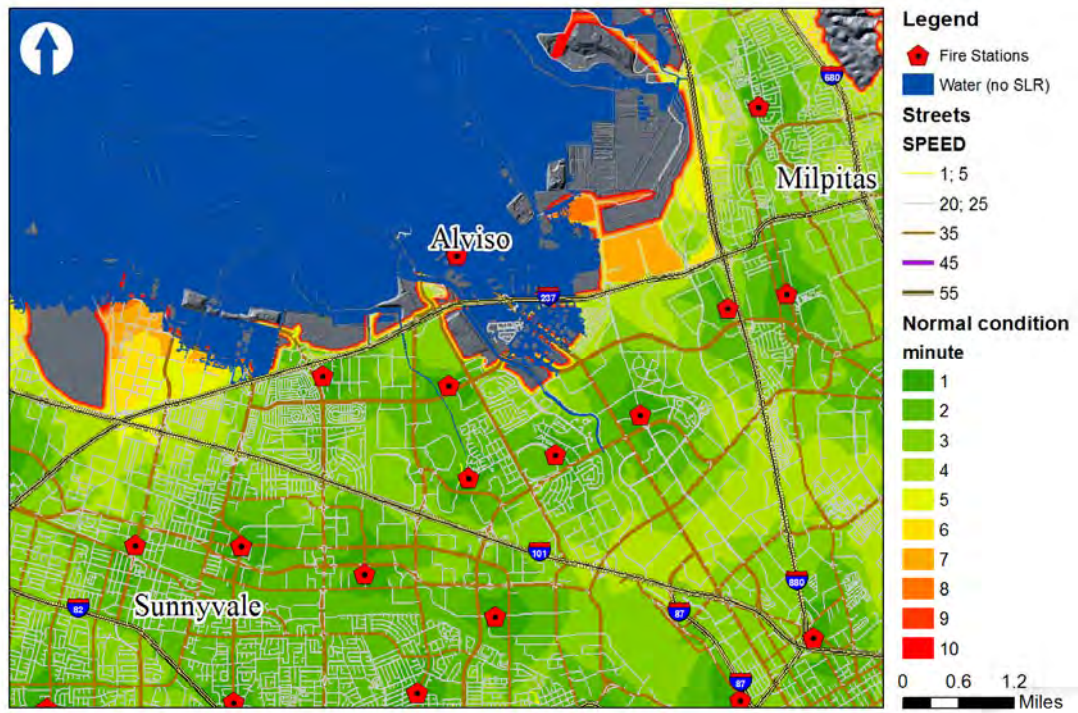 Legend
Fire Stations
Water (no SLR)
Streets
SPEED
1; 5
20; 25
35
45
55
Normal condition
minute
1
2
3
4
5
6
7
8
9
10
0 0.6 1.2
Miles
680
Milpitas
Alviso
237
101
880
Sunnyvale
82
87
87